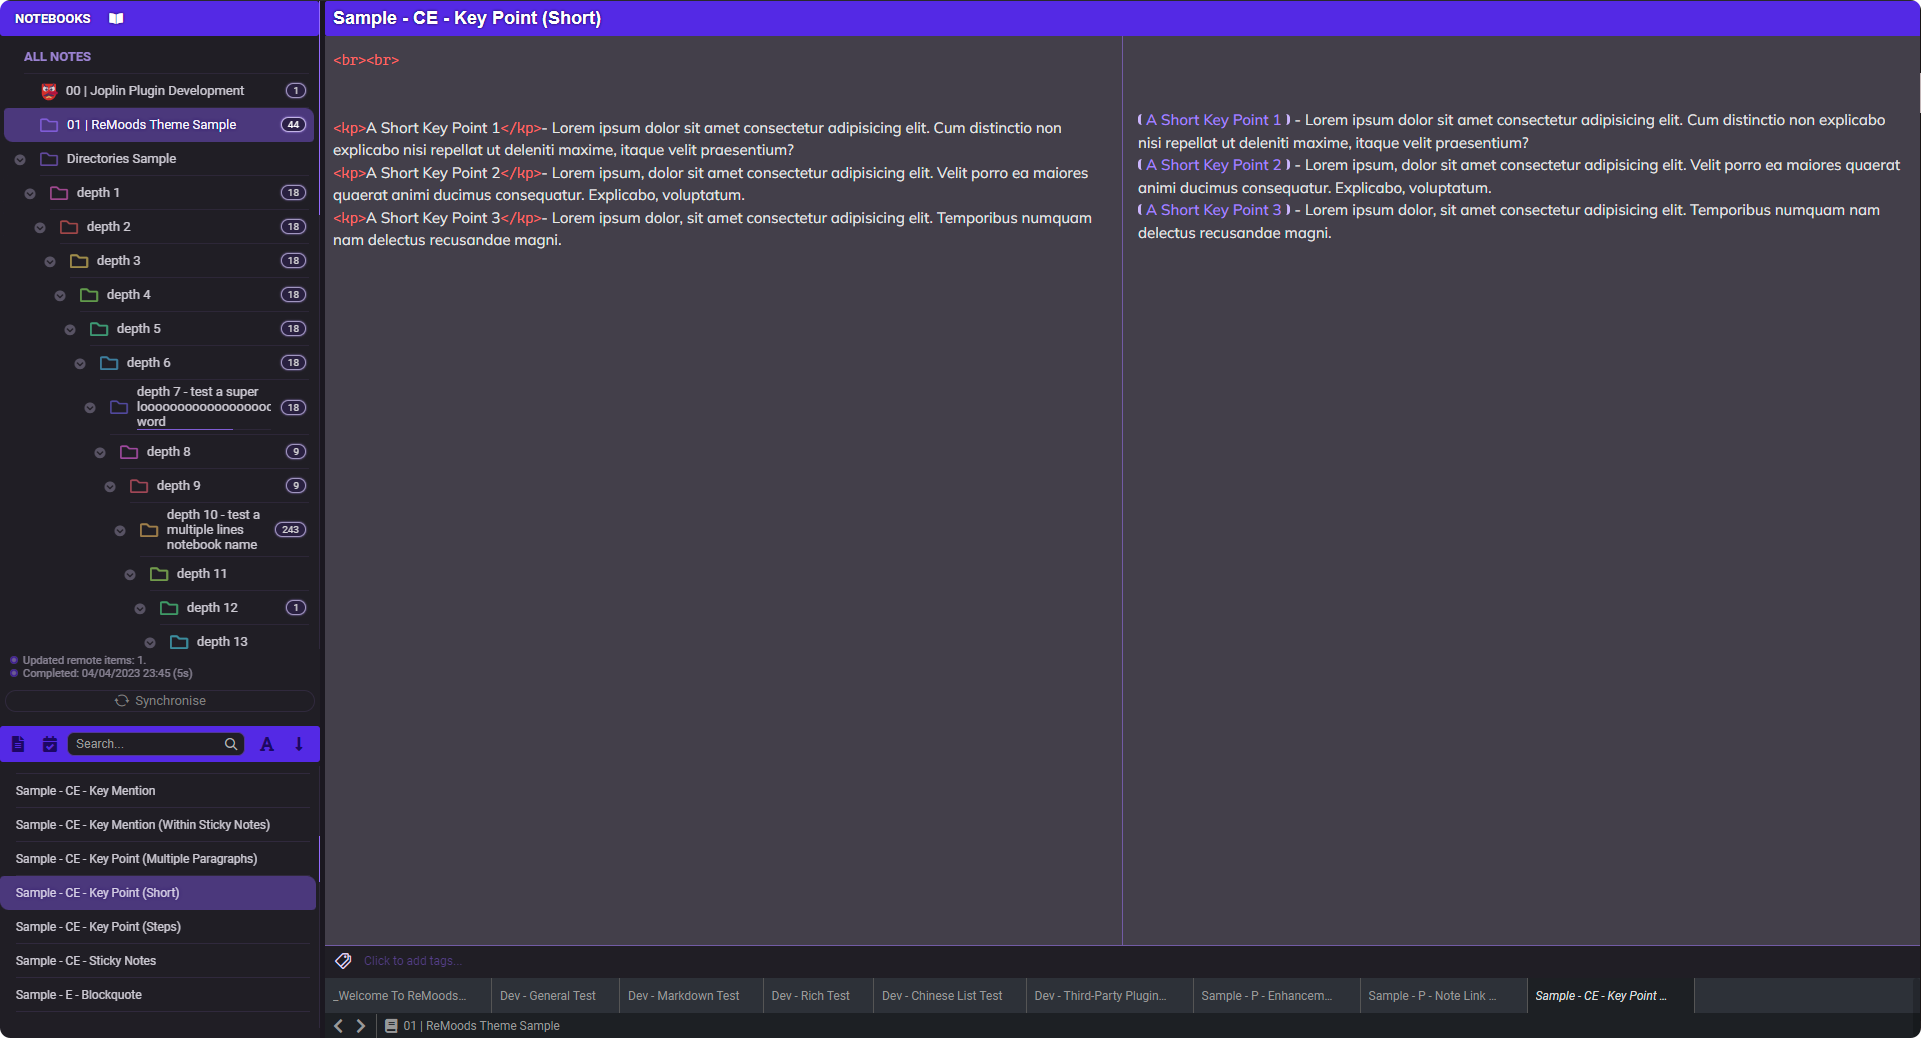 NOTEBOOKS
ALL NOTES
00 | Joplin Plugin Development 1
01 | ReMoods Theme Sample 44
Directories Sample
depth 1 18
depth 2 18
depth 3 18
depth 4 18
depth 5 18
depth 6 18
depth 7 - test a super
looooooooooooooooooc 18
word
depth 8 9
depth 9 9
depth 10 - test a
multiple lines 243
notebook name
depth 11
depth 12 1
depth 13
Updated remote items: 1.
Completed: 04/04/2023 23:45 (5s)
Synchronise
Search... A
Sample - CE - Key Mention
Sample - CE - Key Mention (Within Sticky Notes)
Sample - CE - Key Point (Multiple Paragraphs)
Sample - CE - Key Point (Short)
Sample - CE - Key Point (Steps)
Sample - CE - Sticky Notes
Sample - E - Blockquote
Sample - CE - Key Point (Short)
<br><br>
<kp>A Short Key Point 1</kp>- Lorem ipsum dolor sit amet consectetur adipisicing elit. Cum distinctio non
explicabo nisi repellat ut deleniti maxime, itaque velit praesentium?
<kp>A Short Key Point 2</kp>- Lorem ipsum, dolor sit amet consectetur adipisicing elit. Velit porro ea maiores
quaerat animi ducimus consequatur. Explicabo, voluptatum.
<kp>A Short Key Point 3</kp>- Lorem ipsum dolor, sit amet consectetur adipisicing elit. Temporibus numquam
nam delectus recusandae magni.
( A Short Key Point 1 ) - Lorem ipsum dolor sit amet consectetur adipisicing elit. Cum distinctio non explicabo
nisi repellat ut deleniti maxime, itaque velit praesentium?
( A Short Key Point 2 ) - Lorem ipsum, dolor sit amet consectetur adipisicing elit. Velit porro ea maiores quaerat
animi ducimus consequatur. Explicabo, voluptatum.
( A Short Key Point 3 ) - Lorem ipsum dolor, sit amet consectetur adipisicing elit. Temporibus numquam nam
delectus recusandae magni.
Click to add tags...
_Welcome To ReMoods... Dev - General Test Dev - Markdown Test Dev - Rich Test Dev - Chinese List Test Dev - Third-Party Plugin... Sample - P - Enhancem... Sample - P - Note Link ... Sample - CE - Key Point ...
01 | ReMoods Theme Sample